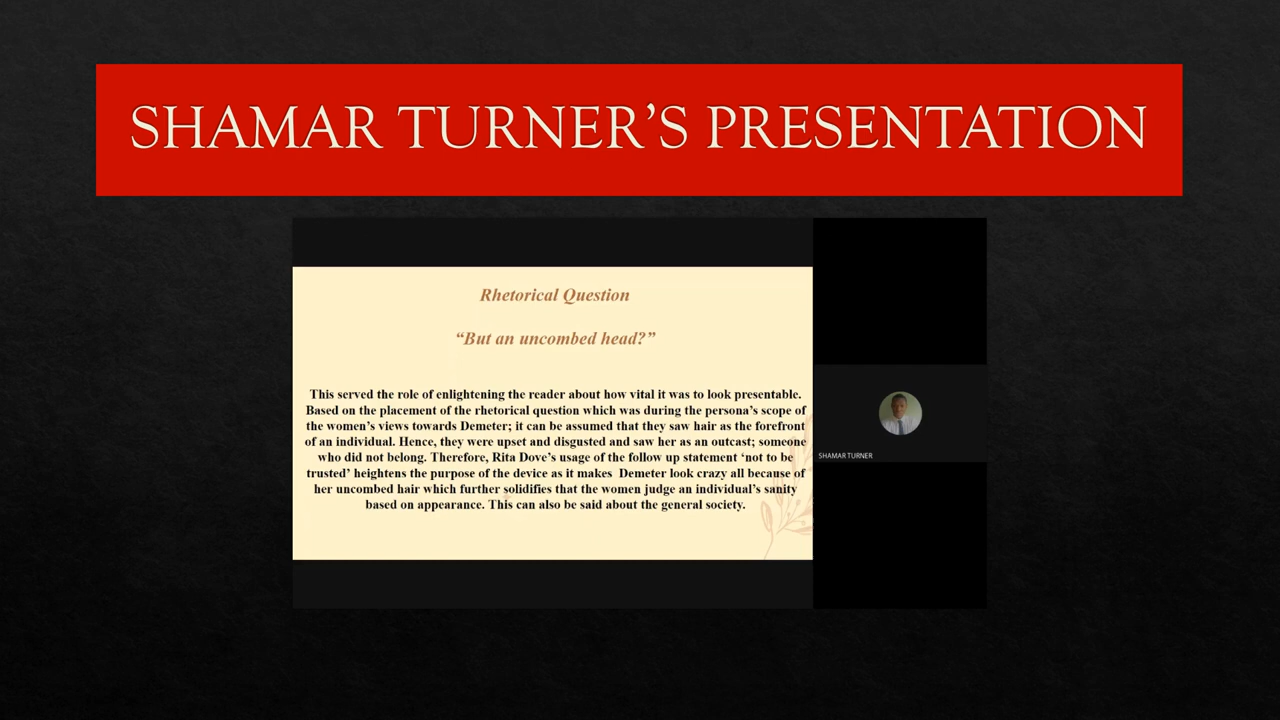 SHAMAR TURNER’S PRESENTATION
Rhetorical Question
“But an uncombed head?”
This served the role of enlightening the reader about how vital it was to look presentable.
Based on the placement of the rhetorical question which was during the persona’s scope of
the women’s views towards Demeter; it can be assumed that they saw hair as the forefront
of an individual. Hence, they were upset and disgusted and saw her as an outcast; someone
who did not belong. Therefore, Rita Dove’s usage of the follow up statement ‘not to be
trusted’ heightens the purpose of the device as it makes Demeter look crazy all because of
her uncombed hair which further solidifies that the women judge an individual’s sanity
based on appearance. This can also be said about the general society.
SHAMAR TURNER